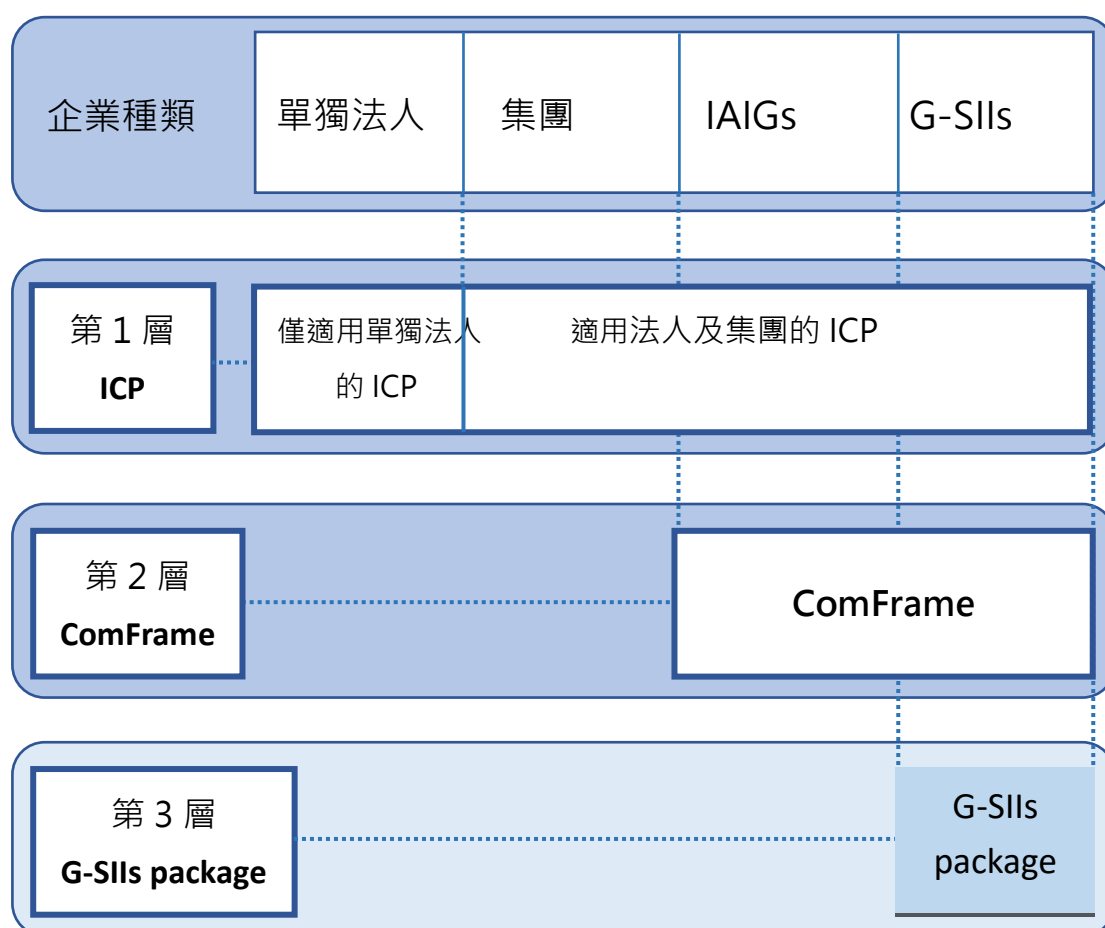 企業種類
單獨法人
集團
IAIGs
G-SIIs
第 1 層
ICP
僅適用單獨法人
的 ICP
適用法人及集團的 ICP
第 2 層
ComFrame
ComFrame
第 3 層
G-SIIs package
G-SIIs
package